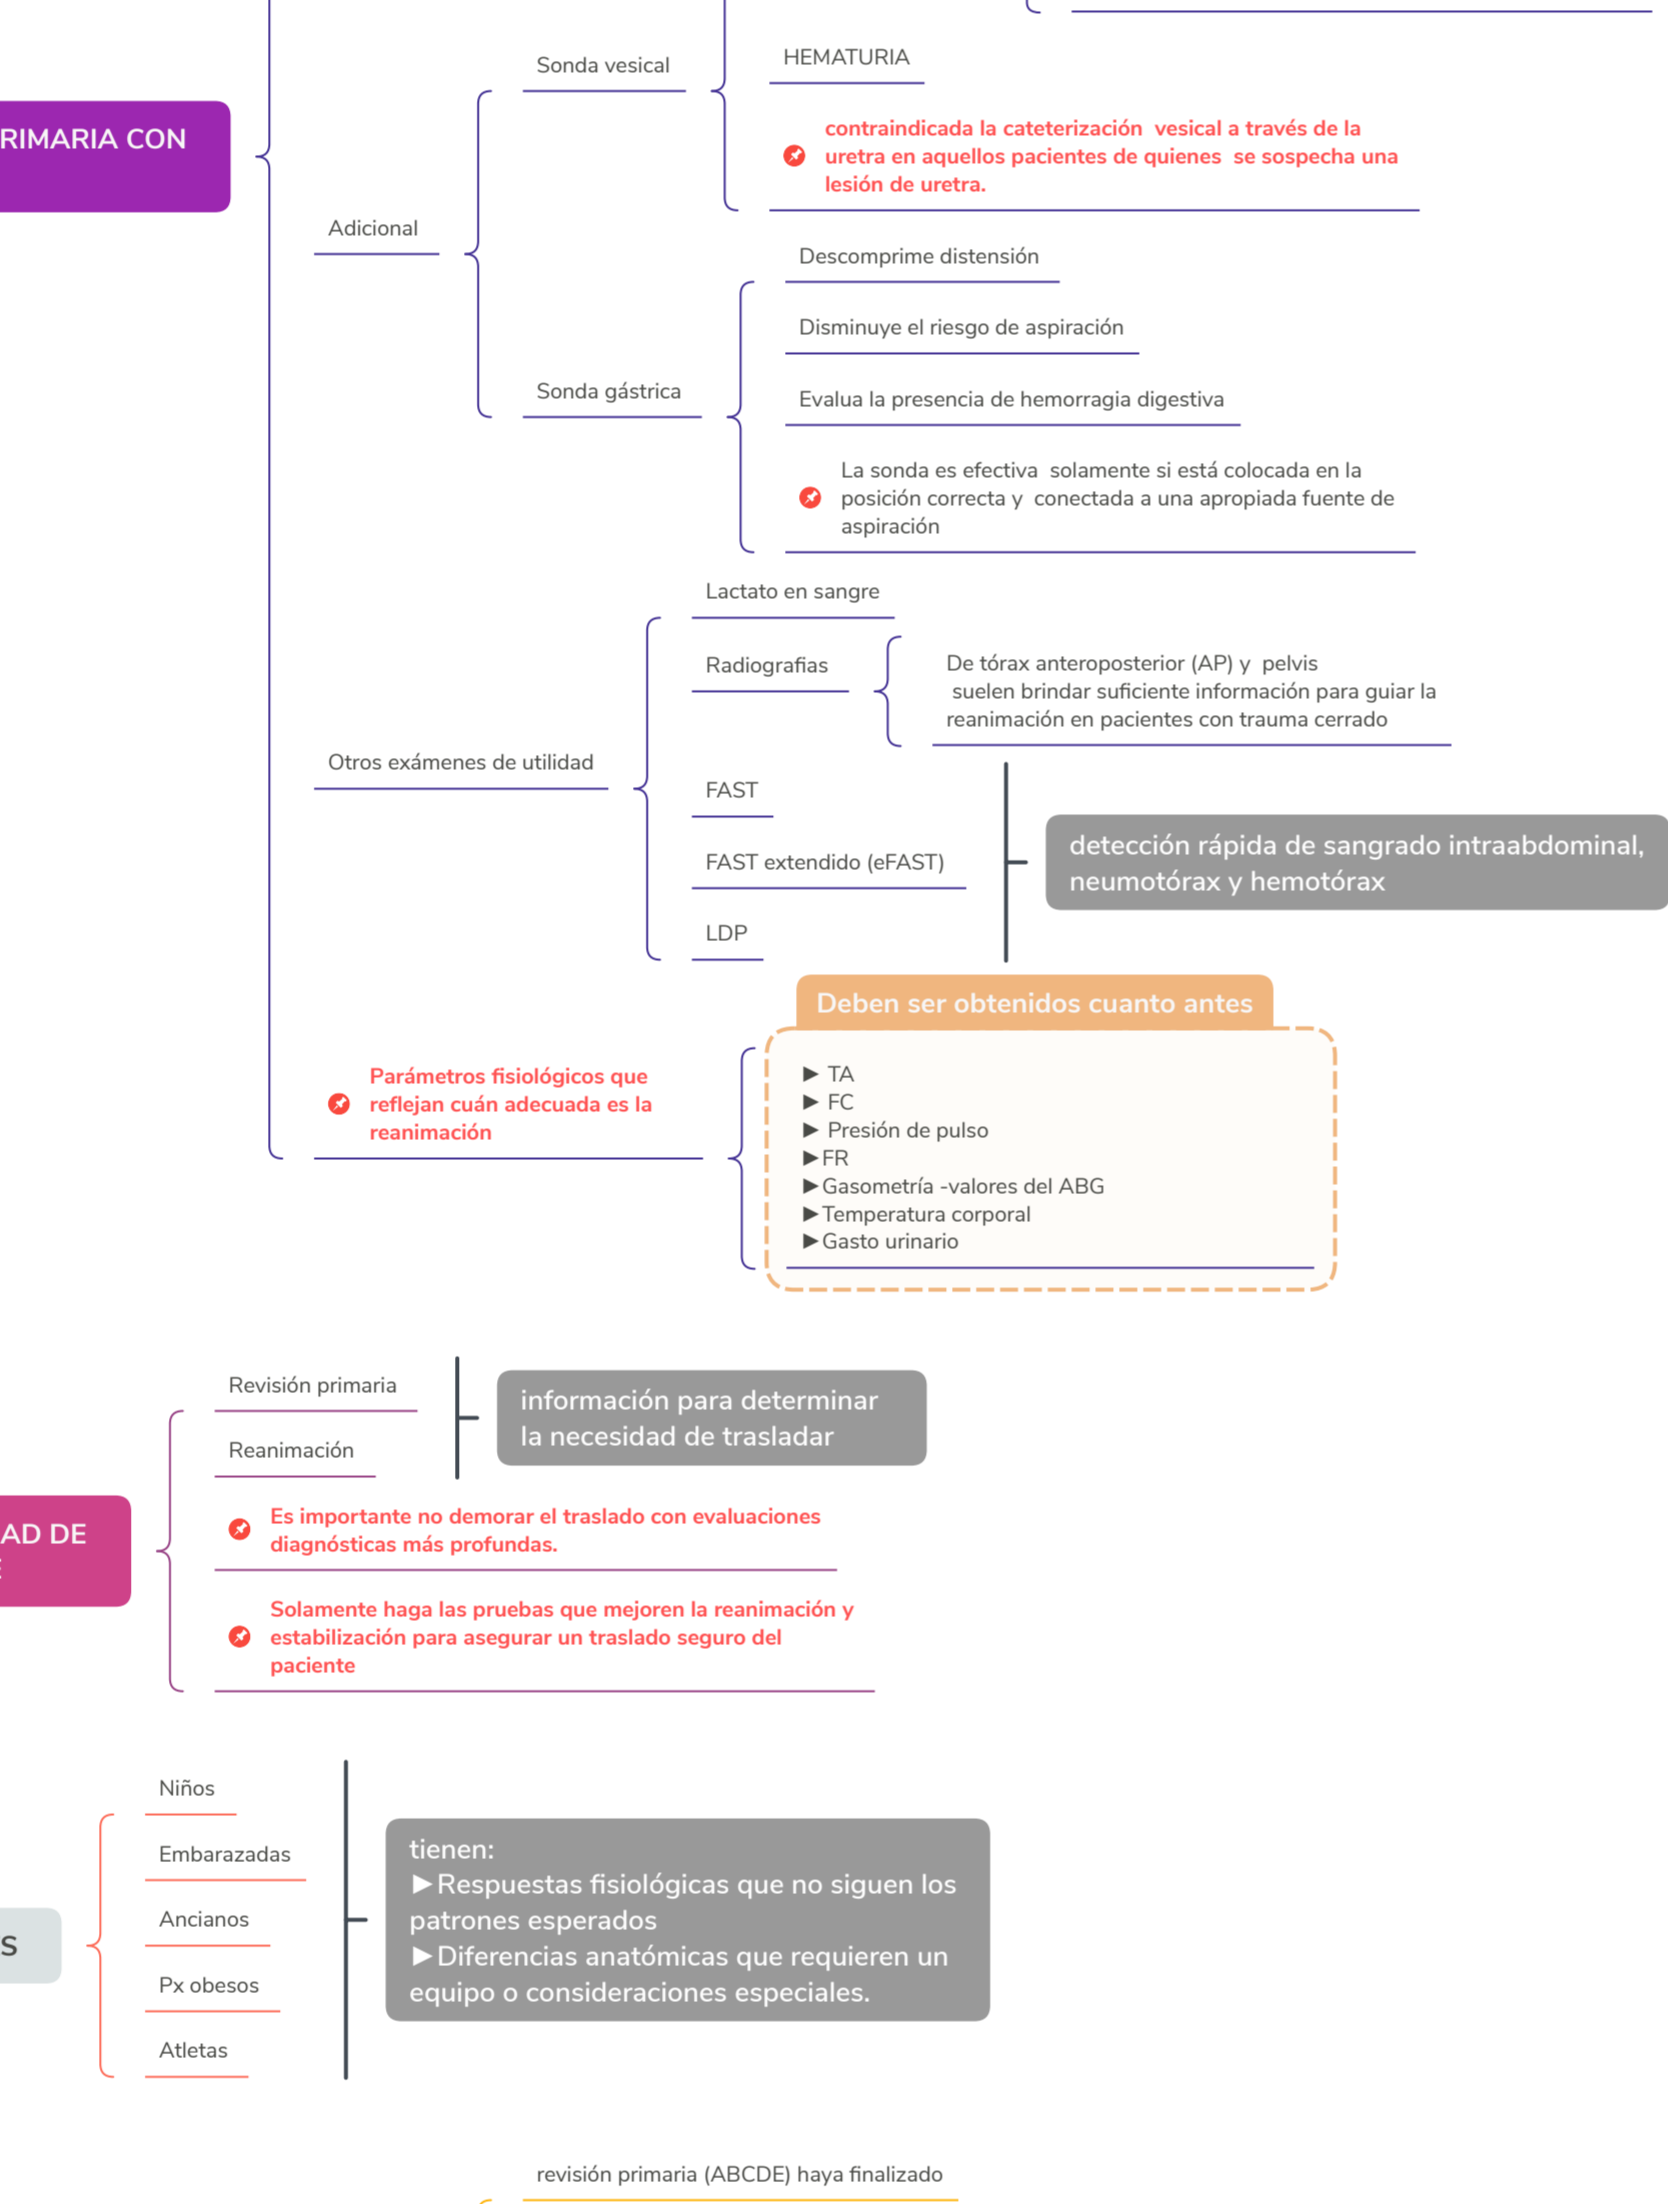 Sonda vesical
HEMATURIA
contraindicada la cateterización vesical a través de la
uretra en aquellos pacientes de quienes se sospecha una
lesión de uretra.
RIMARIA CON
Adicional
Descomprime distensión
Disminuye el riesgo de aspiración
Sonda gástrica
Evalua la presencia de hemorragia digestiva
La sonda es efectiva solamente si está colocada en la
posición correcta y conectada a una apropiada fuente de
aspiración
Lactato en sangre
Radiografias
De tórax anteroposterior (AP) y pelvis
suelen brindar suficiente información para guiar la
reanimación en pacientes con trauma cerrado
Otros exámenes de utilidad
FAST
FAST extendido (eFAST)
LDP
detección rápida de sangrado intraabdominal,
neumotórax y hemotórax
Deben ser obtenidos cuanto antes
Parámetros fisiológicos que
reflejan cuán adecuada es la
reanimación
► TA
► FC
► Presión de pulso
►FR
►Gasometría -valores del ABG
►Temperatura corporal
►Gasto urinario
Revisión primaria
Reanimación
información para determinar
la necesidad de trasladar
AD DE
Es importante no demorar el traslado con evaluaciones
diagnósticas más profundas.
Solamente haga las pruebas que mejoren la reanimación y
estabilización para asegurar un traslado seguro del
paciente
S
Niños
Embarazadas
Ancianos
Px obesos
Atletas
tienen:
►Respuestas fisiológicas que no siguen los
patrones esperados
►Diferencias anatómicas que requieren un
equipo o consideraciones especiales.
revisión primaria (ABCDE) haya finalizado